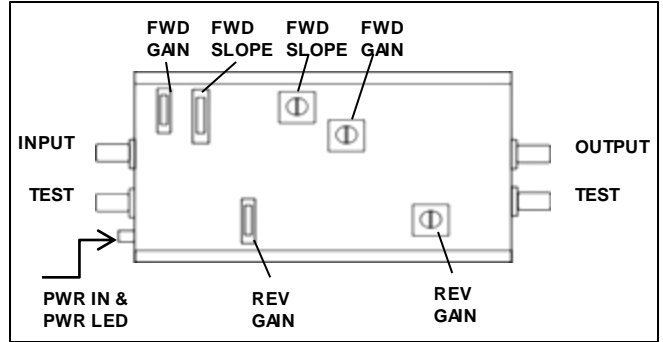 FWD GAIN
FWD SLOPE
FWD SLOPE
FWD GAIN
INPUT
OUTPUT
TEST
TEST
PWR IN &
PWR LED
REV GAIN
REV GAIN